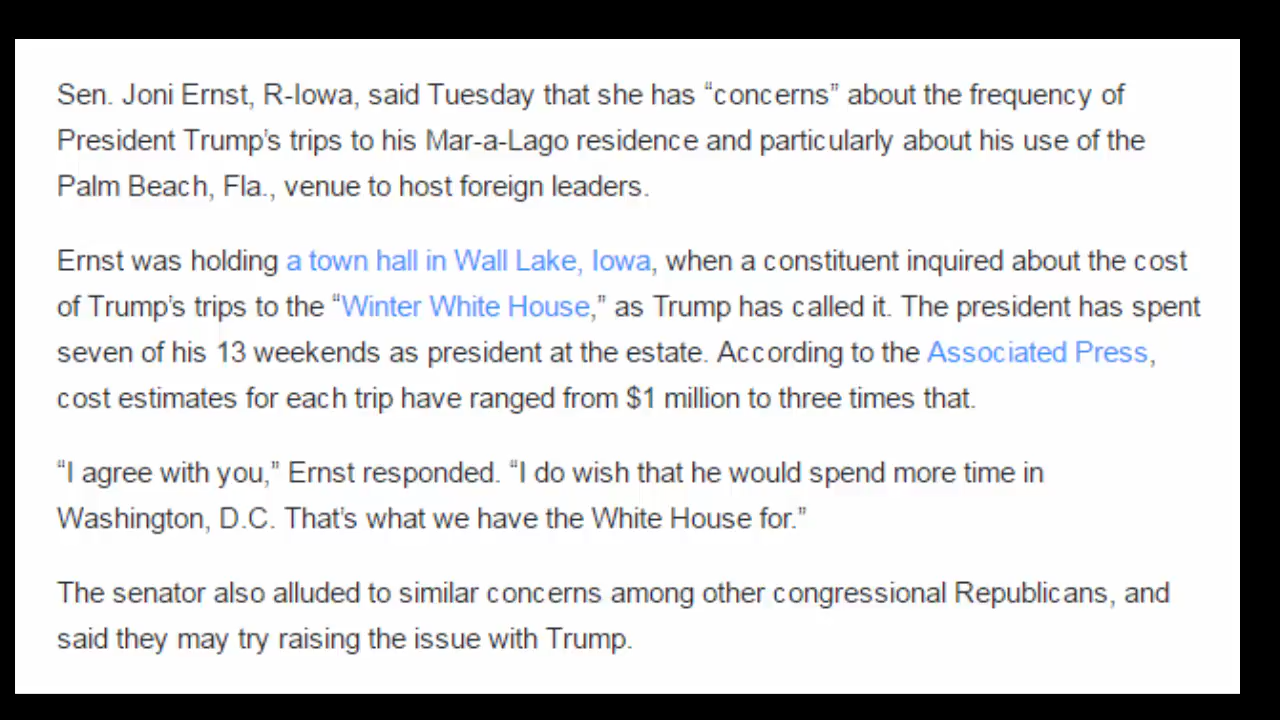 Sen. Joni Ernst, R-Iowa, said Tuesday that she has “concerns” about the frequency of
President Trump’s trips to his Mar-a-Lago residence and particularly about his use of the
Palm Beach, Fla., venue to host foreign leaders.
Ernst was holding a town hall in Wall Lake, Iowa, when a constituent inquired about the cost
of Trump’s trips to the “Winter White House,” as Trump has called it. The president has spent
seven of his 13 weekends as president at the estate. According to the Associated Press,
cost estimates for each trip have ranged from $1 million to three times that.
“I agree with you,” Ernst responded. “I do wish that he would spend more time in
Washington, D.C. That’s what we have the White House for.”
The senator also alluded to similar concerns among other congressional Republicans, and
said they may try raising the issue with Trump.